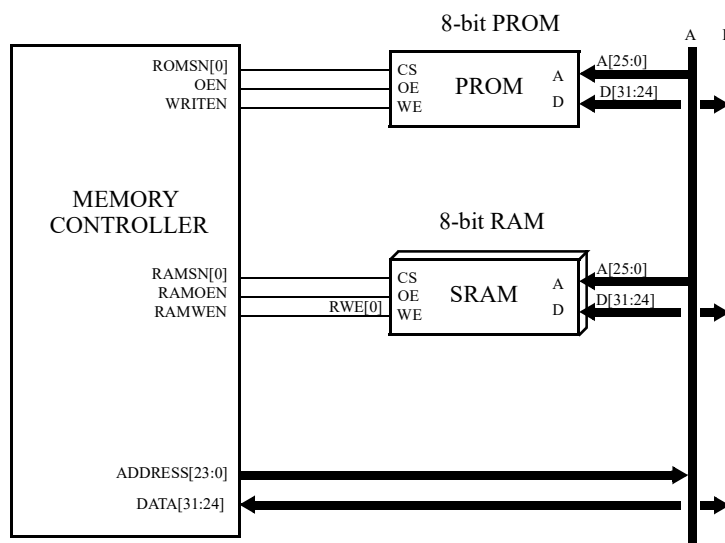 8-bit PROM
A
ROMSN[0]
OEN
WRITEN
CS
OE
WE
PROM
A
D
A[25:0]
D[31:24]
MEMORY
CONTROLLER
8-bit RAM
RAMSN[0]
RAMOEN
RAMWEN
RWE[0]
CS
OE
WE
SRAM
A
D
A[25:0]
D[31:24]
ADDRESS[23:0]
DATA[31:24]